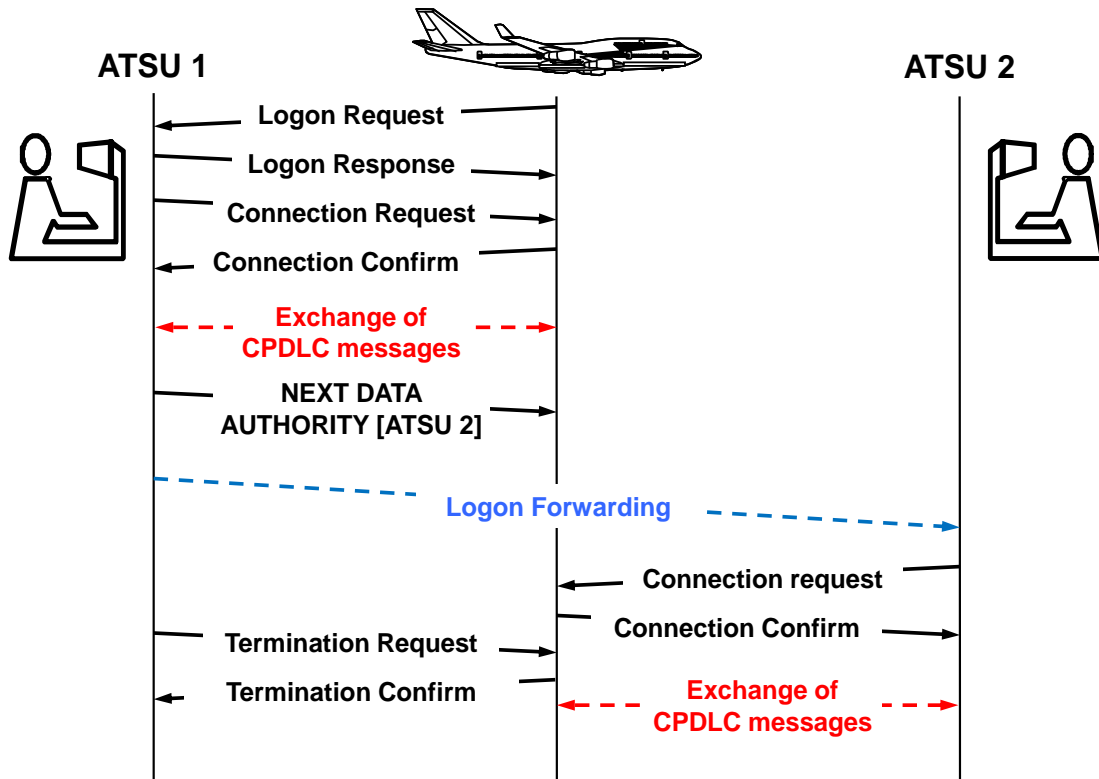 ATSU 1
ATSU 2
Logon Request
Logon Response
Connection Request
Connection Confirm
Exchange of
CPDLC messages
NEXT DATA
AUTHORITY [ATSU 2]
Logon Forwarding
Connection request
Connection Confirm
Termination Request
Termination Confirm
Exchange of
CPDLC messages